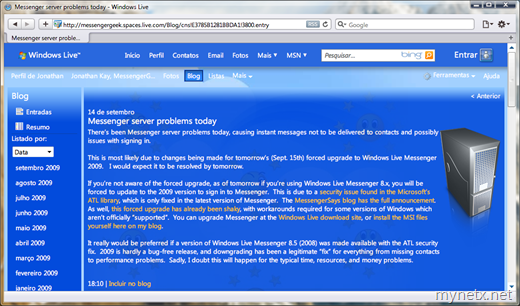 Messenger server problems today - Windows Live
http://messengergeek.spaces.live.com/Blog/cns!E3785B1281BBDA1!3800.entry
RSS
Google
Messenger server proble...
Windows Live™
Início
Perfil
Contatos
Email
Fotos
Mais
MSN
Pesquisar...
Entrar
Perfil de Jonathan
Jonathan Kay, MessengerG...
Fotos
Blog
Listas
Mais
Ferramentas
Ajuda
Blog
< Anterior
Entradas
Resumo
Listado por:
Data
setembro 2009
agosto 2009
julho 2009
junho 2009
maio 2009
abril 2009
março 2009
fevereiro 2009
janeiro 2009
14 de setembro
Messenger server problems today
There's been Messenger server problems today, causing instant messages not to be delivered to contacts and possibly
issues with signing in.
This is most likely due to changes being made for tomorrow's (Sept. 15th) forced upgrade to Windows Live Messenger
2009. I would expect it to be resolved by tomorrow.
If you're not aware of the forced upgrade, as of tomorrow if you're using Windows Live Messenger 8.x, you will be
forced to update to the 2009 version to sign in to Messenger. This is due to a security issue found in the Microsoft's
ATL library, which is only fixed in the latest version of Messenger. The MessengerSays blog has the full announcement.
As well, this forced upgrade has already been shaky, with workarounds required for some versions of Windows which
aren't officially "supported". You can upgrade Messenger at the Windows Live download site, or install the MSI files
yourself here on my blog.
It really would be preferred if a version of Windows Live Messenger 8.5 (2008) was made available with the ATL security
fix. 2009 is hardly a bug-free release, and downgrading has been a legitimate "fix" for everything from missing contacts
to performance problems. Sadly, I doubt this will happen for the typical time, resources, and money problems.
18:10 | Incluir no blog
mynetx.net